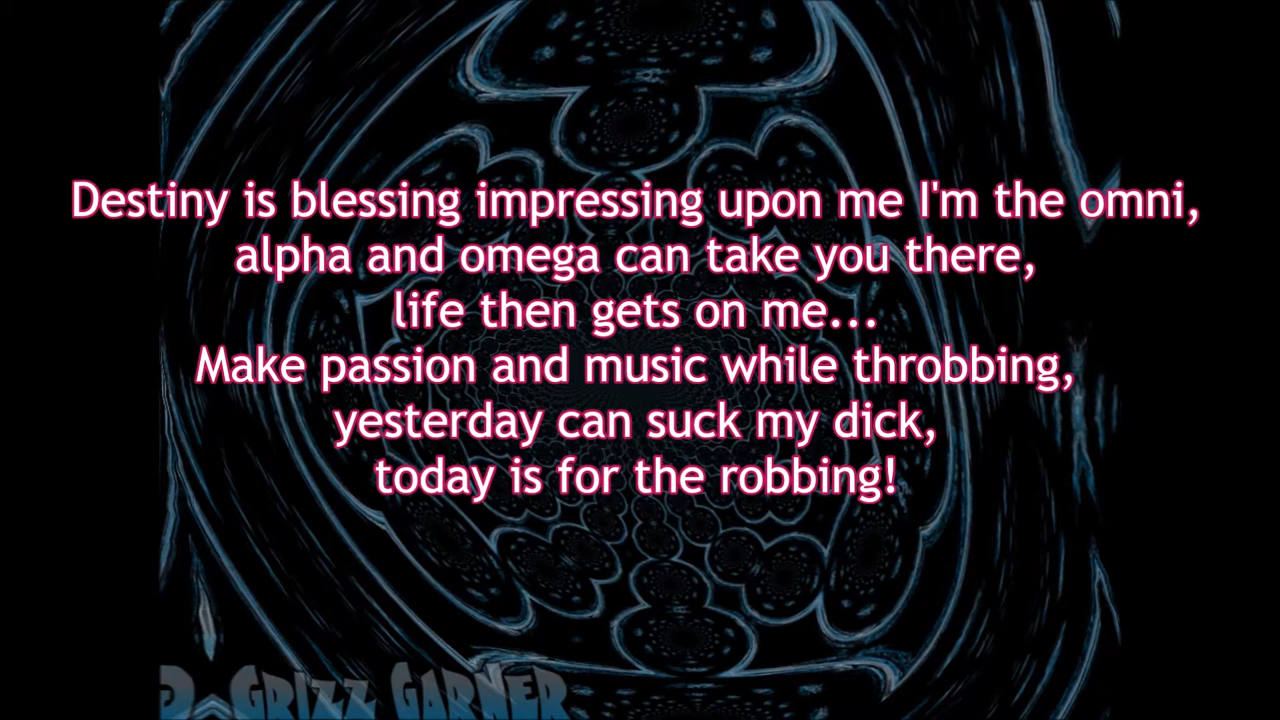 Destiny is blessing impressing upon me I'm the omni,
alpha and omega can take you there,
life then gets on me...
Make passion and music while throbbing,
yesterday can suck my dick,
today is for the robbing!
GRIZZ GARNER